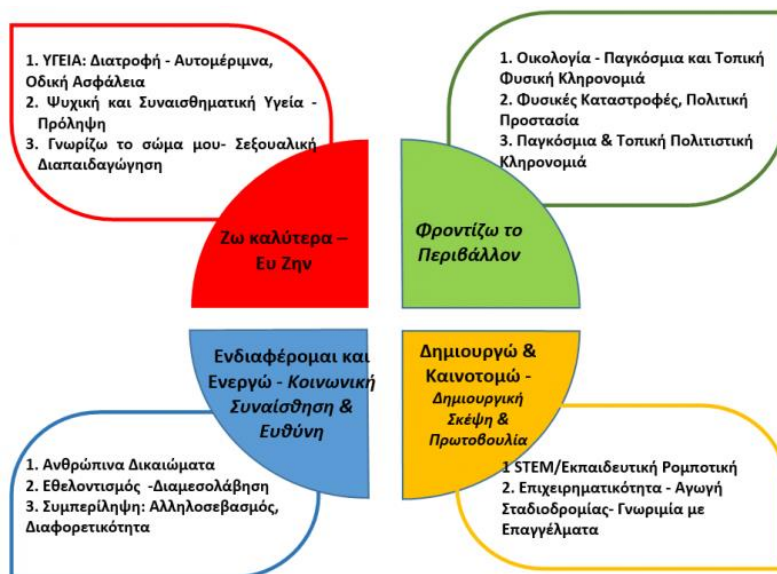 1. ΥΓΕΙΑ: Διατροφή - Αυτομέριμνα,
Οδική Ασφάλεια
2. Ψυχική και Συναισθηματική Υγεία -
Πρόληψη
3. Γνωρίζω το σώμα μου- Σεξουαλική
Διαπαιδαγώγηση
Ζω καλύτερα –
Ευ Ζην
1. Οικολογία - Παγκόσμια και Τοπική
Φυσική Κληρονομιά
2. Φυσικές Καταστροφές, Πολιτική
Προστασία
3. Παγκόσμια & Τοπική Πολιτιστική
Κληρονομιά
Φροντίζω το
Περιβάλλον
Ενδιαφέρομαι και
Ενεργώ - Κοινωνική
Συναίσθηση &
Ευθύνη
1. Ανθρώπινα Δικαιώματα
2. Εθελοντισμός -Διαμεσολάβηση
3. Συμπερίληψη: Αλληλοσεβασμός,
Διαφορετικότητα
Δημιουργώ &
Καινοτομώ -
Δημιουργική
Σκέψη &
Πρωτοβουλία
1 STEM/Εκπαιδευτική Ρομποτική
2. Επιχειρηματικότητα - Αγωγή
Σταδιοδρομίας- Γνωριμία με
Επαγγέλματα